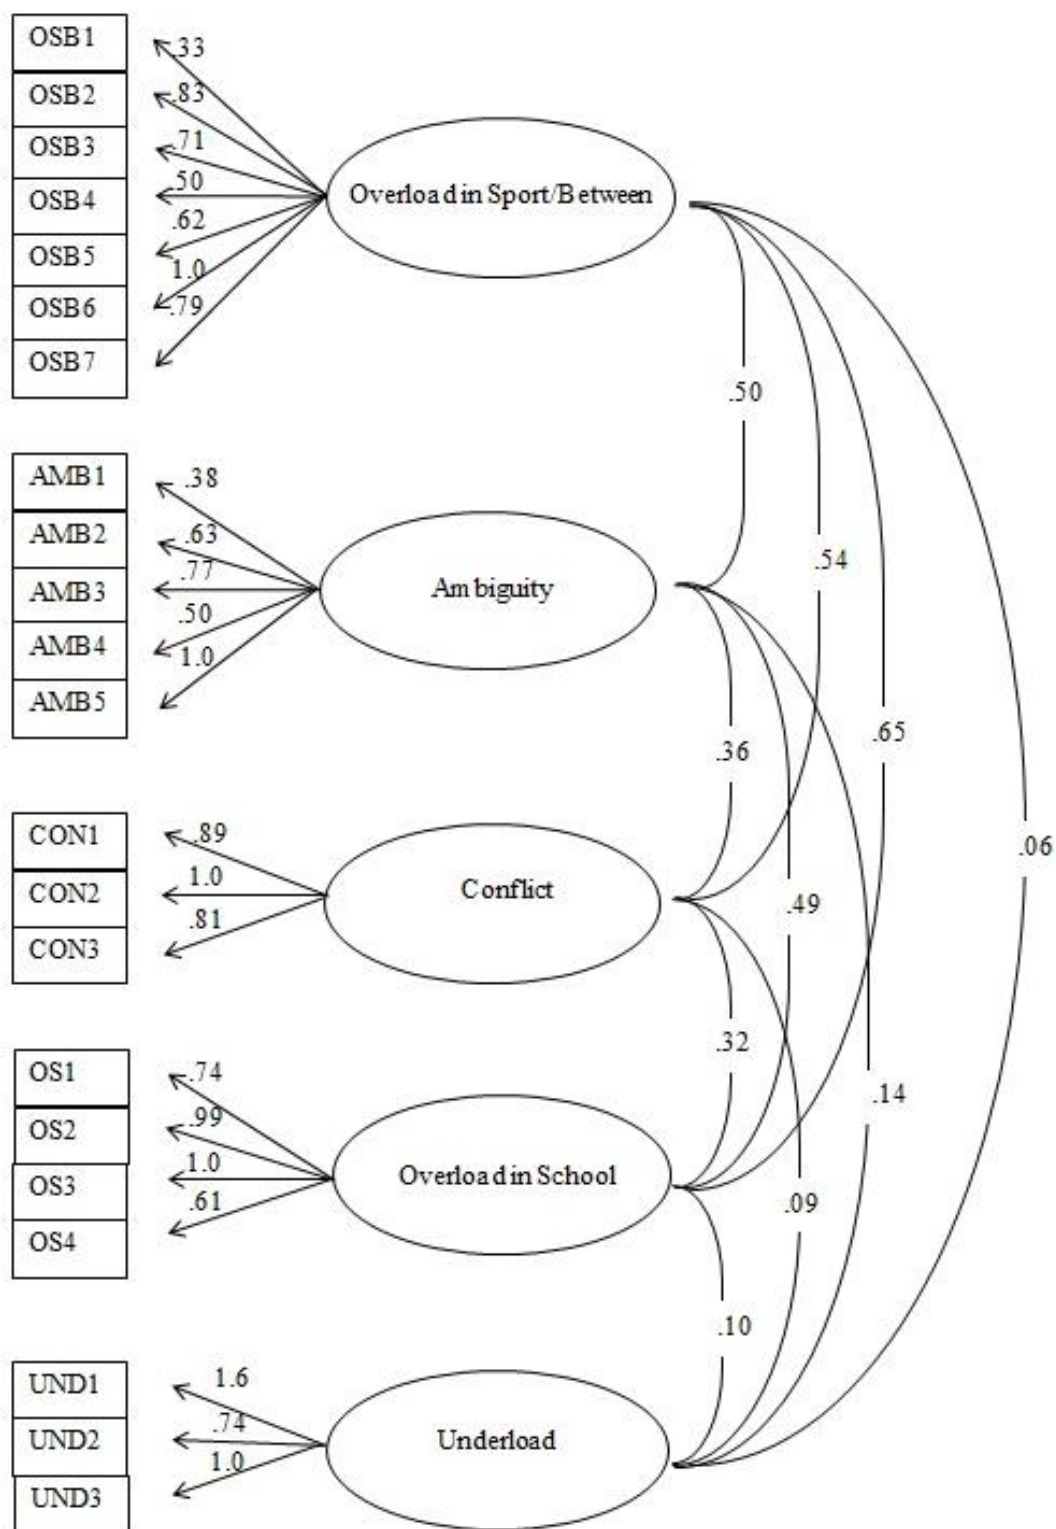 OSB1
.33
OSB2
.83
OSB3
.71
OSB4
.50
OSB5
.62
OSB6
1.0
OSB7
.79
Overload in Sport/Between
AMB1
.38
AMB2
.63
AMB3
.77
AMB4
.50
AMB5
1.0
Ambiguity
CON1
.89
CON2
1.0
CON3
.81
Conflict
OS1
.74
OS2
.99
OS3
1.0
OS4
.61
Overload in School
UND1
1.6
UND2
.74
UND3
1.0
Underload
.50
.54
.65
.06
.36
.49
.14
.32
.09
.10